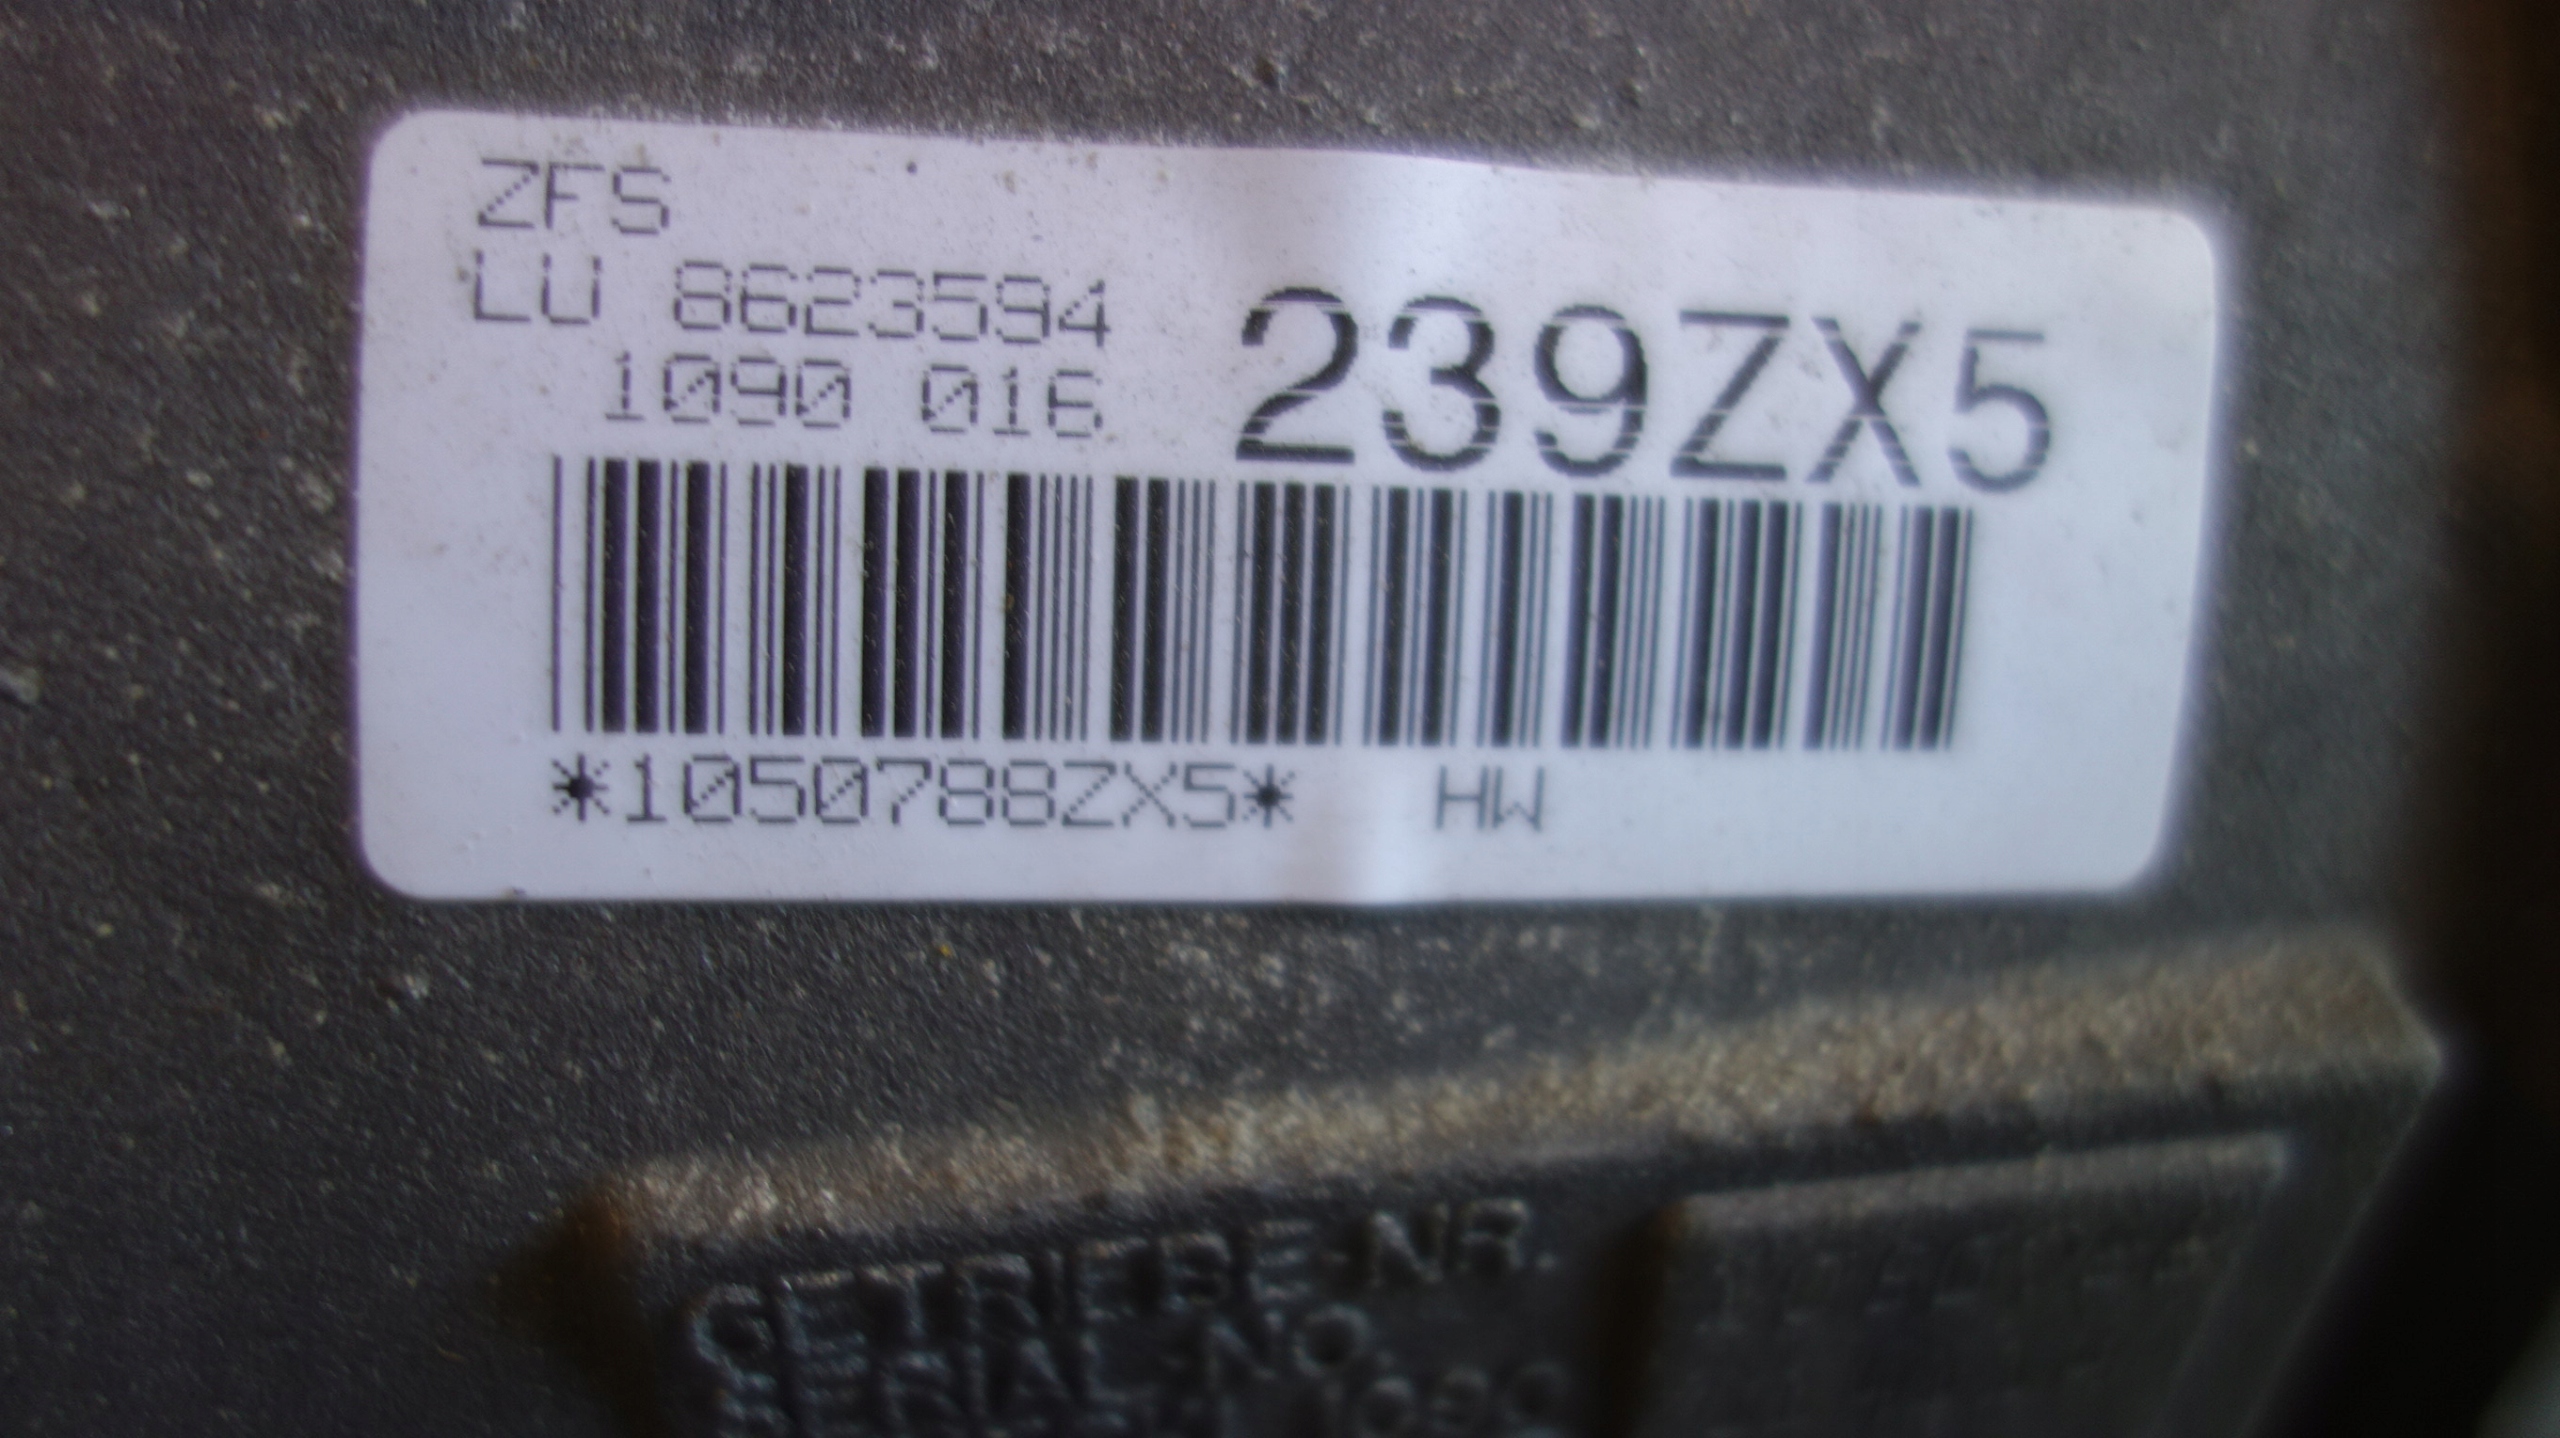 ZFS
LU 8623594
1090 016
239ZX5
*1050788ZX5* HW
GETRIEBE-NR.
SERIAL-NO.